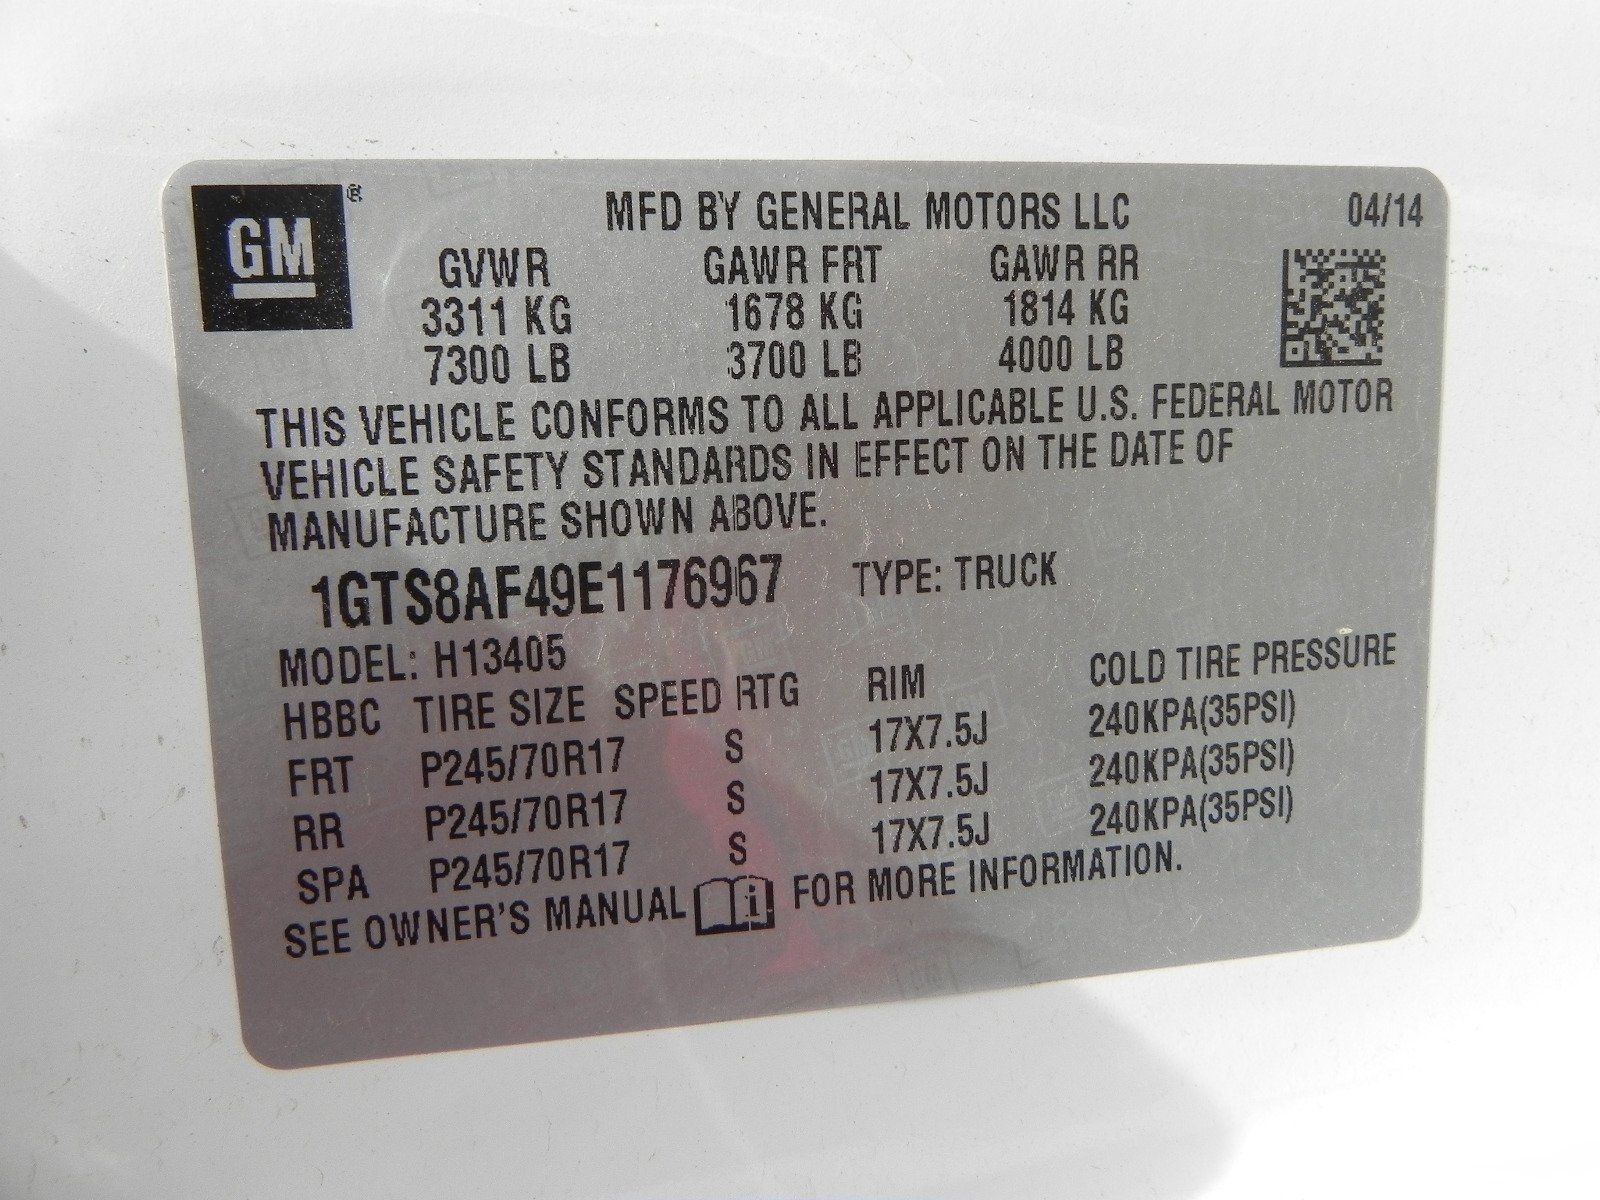 GM ® MFD BY GENERAL MOTORS LLC 04/14
GVWR GAWR FRT GAWR RR
3311 KG 1678 KG 1814 KG
7300 LB 3700 LB 4000 LB
THIS VEHICLE CONFORMS TO ALL APPLICABLE U.S. FEDERAL MOTOR
VEHICLE SAFETY STANDARDS IN EFFECT ON THE DATE OF
MANUFACTURE SHOWN ABOVE.
1GTS8AF49E1176967 TYPE: TRUCK
MODEL: H13405
HBBC TIRE SIZE SPEED RTG RIM COLD TIRE PRESSURE
FRT P245/70R17 S 17X7.5J 240KPA(35PSI)
RR P245/70R17 S 17X7.5J 240KPA(35PSI)
SPA P245/70R17 S 17X7.5J 240KPA(35PSI)
SEE OWNER'S MANUAL i FOR MORE INFORMATION.